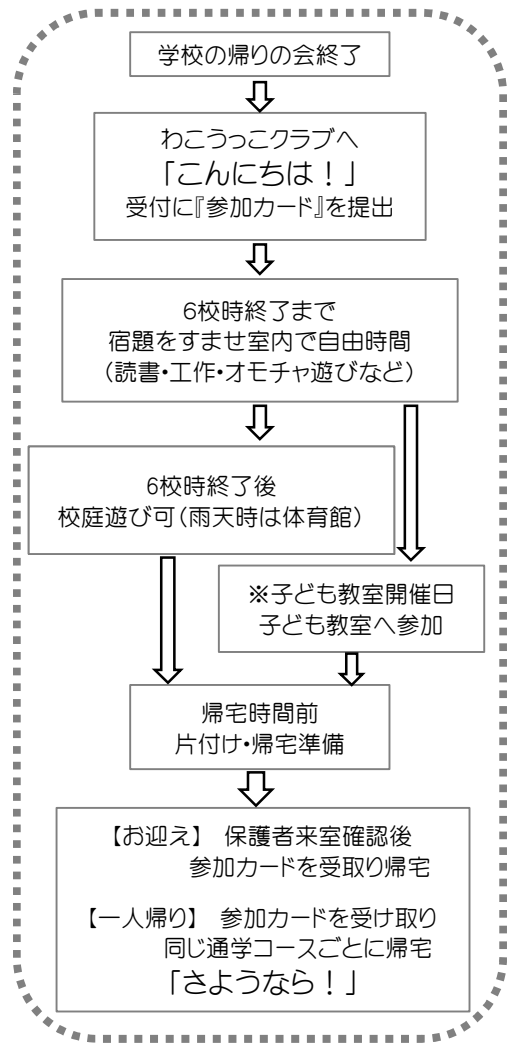 学校の帰りの会終了
わこうっこクラブへ
「こんにちは！」
受付に『参加カード』を提出
6校時終了まで
宿題をすませ室内で自由時間
（読書・工作・オモチャ遊びなど）
6校時終了後
校庭遊び可（雨天時は体育館）
※子ども教室開催日
子ども教室へ参加
帰宅時間前
片付け・帰宅準備
【お迎え】 保護者来室確認後
参加カードを受取り帰宅
【一人帰り】 参加カードを受け取り
同じ通学コースごとに帰宅
「さようなら！」